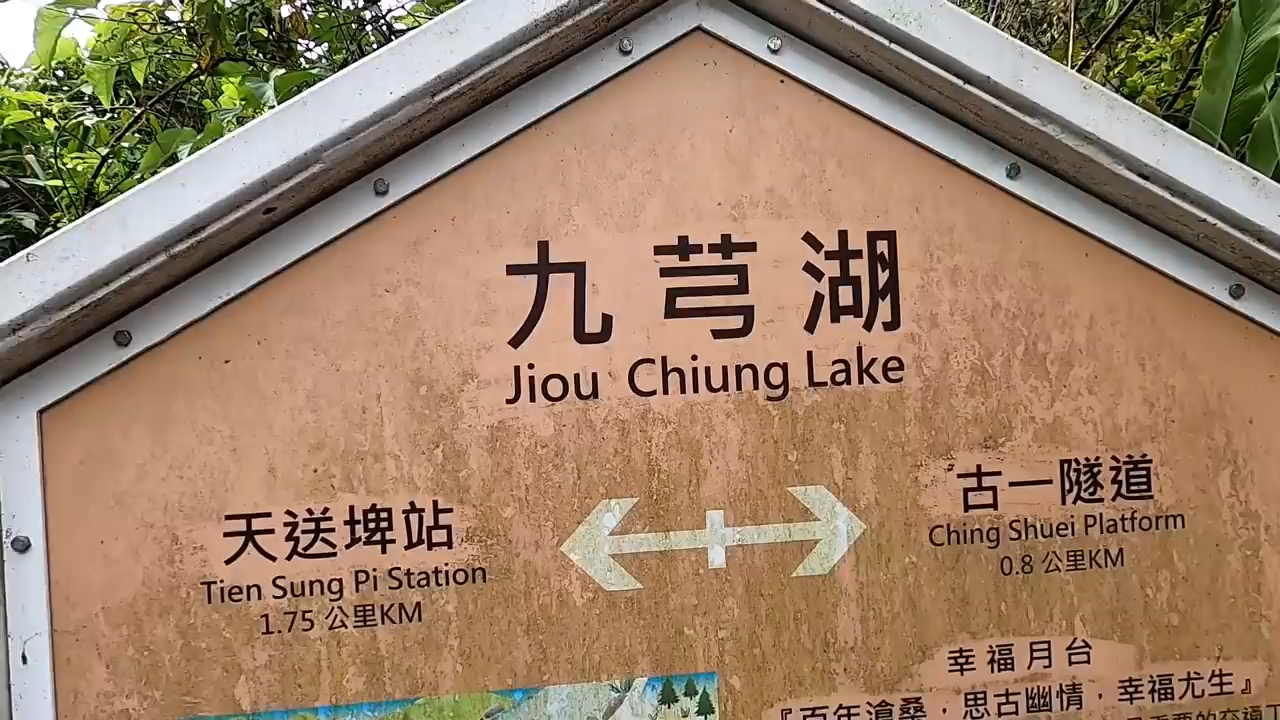 九芎湖
Jiou Chiung Lake
天送埤站
Tien Sung Pi Station
1.75 公里KM
古一隧道
Ching Shuei Platform
0.8 公里KM
幸福月台
『百年滄桑，思古幽情，幸福尤生』